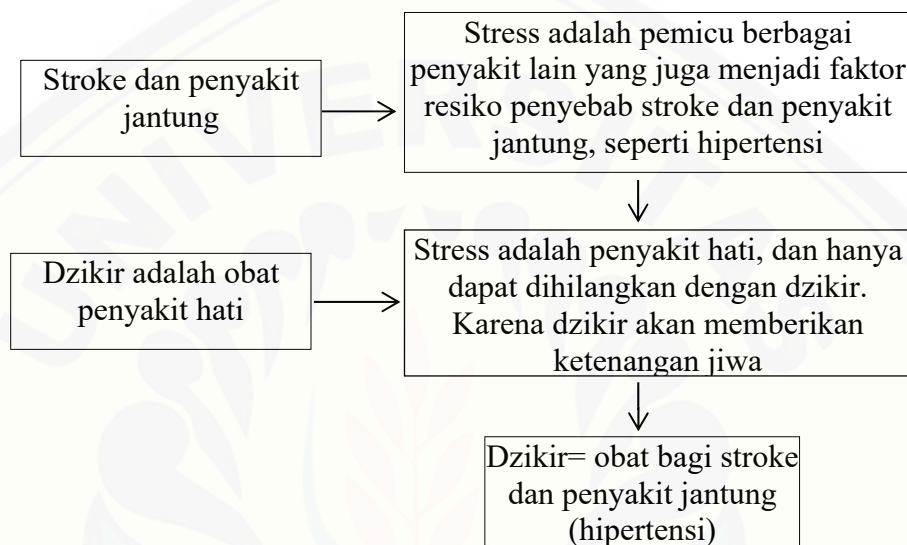 Stroke dan penyakit
jantung
Stress adalah pemicu berbagai
penyakit lain yang juga menjadi faktor
resiko penyebab stroke dan penyakit
jantung, seperti hipertensi
Dzikir adalah obat
penyakit hati
Stress adalah penyakit hati, dan hanya
dapat dihilangkan dengan dzikir.
Karena dzikir akan memberikan
ketenangan jiwa
Dzikir= obat bagi stroke
dan penyakit jantung
(hipertensi)